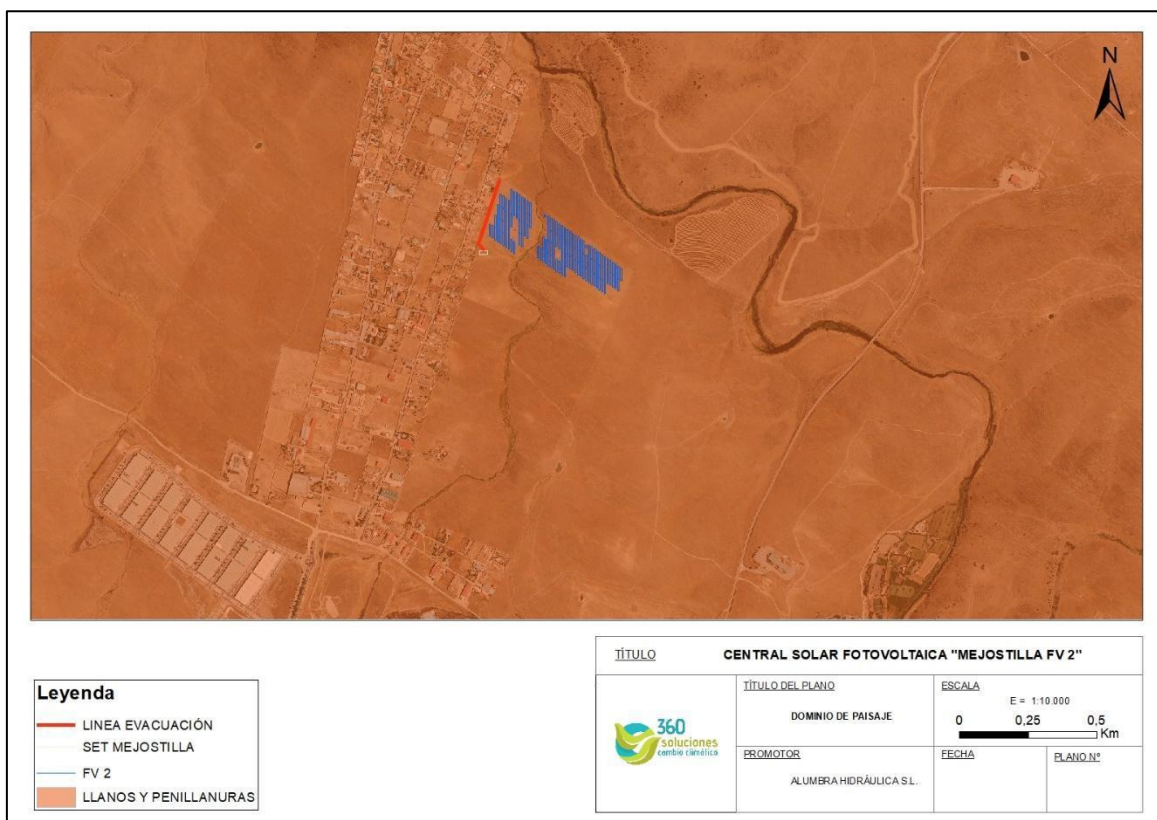 N
TÍTULO
CENTRAL SOLAR FOTOVOLTAICA "MEJOSTILLA FV 2"
360
soluciones
cambio climático
TÍTULO DEL PLANO
DOMINIO DE PAISAJE
ESCALA
E = 1:10.000
0 0,25 0,5
Km
PROMOTOR
ALUMBRA HIDRÁULICA S.L.
FECHA
PLANO Nº
Leyenda
LINEA EVACUACIÓN
SET MEJOSTILLA
FV 2
LLANOS Y PENILLANURAS